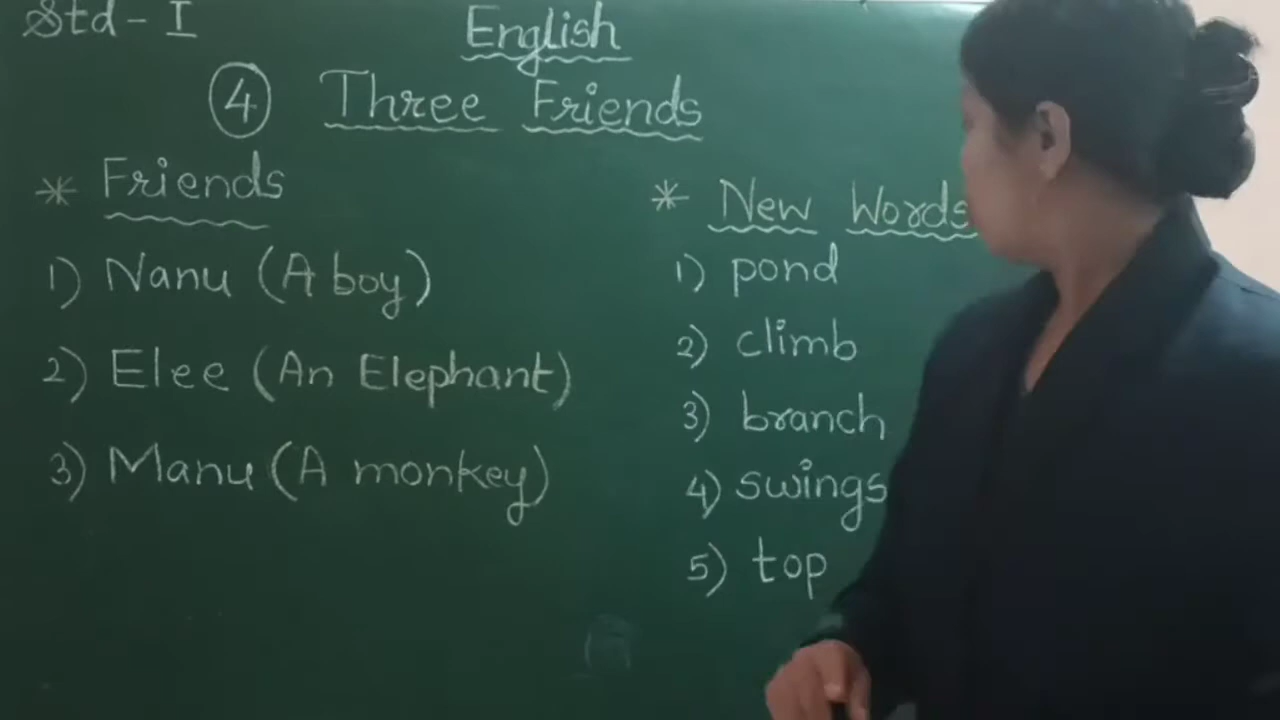 Std - I
English
④ Three Friends
* Friends
1) Nanu (A boy)
2) Elee (An Elephant)
3) Manu (A monkey)
* New Words
1) pond
2) climb
3) branch
4) swings
5) top